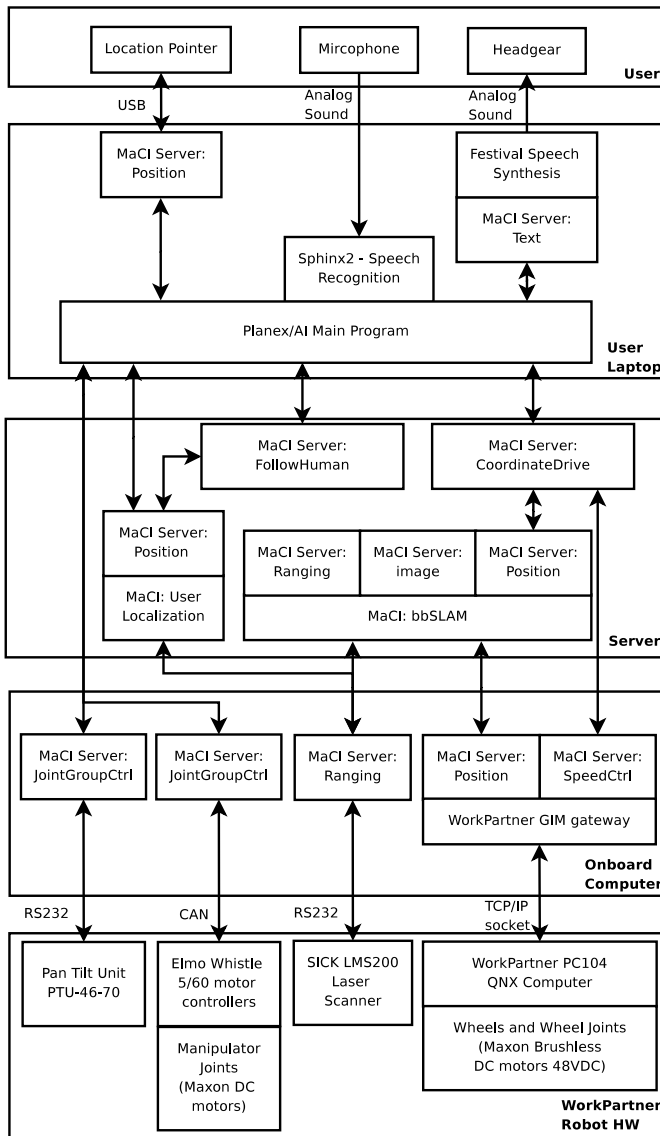 Location Pointer
Mircophone
Headgear
User
USB
Analog
Sound
Analog
Sound
MaCI Server:
Position
Festival Speech
Synthesis
MaCI Server:
Text
Sphinx2 - Speech
Recognition
Planex/AI Main Program
User
Laptop
MaCI Server:
FollowHuman
MaCI Server:
CoordinateDrive
MaCI Server:
Position
MaCI: User
Localization
MaCI Server:
Ranging
MaCI Server:
image
MaCI Server:
Position
MaCI: bbSLAM
Server
MaCI Server:
JointGroupCtrl
MaCI Server:
JointGroupCtrl
MaCI Server:
Ranging
MaCI Server:
Position
MaCI Server:
SpeedCtrl
WorkPartner GIM gateway
Onboard
Computer
RS232
CAN
RS232
TCP/IP
socket
Pan Tilt Unit
PTU-46-70
Elmo Whistle
5/60 motor
controllers
Manipulator
Joints
(Maxon DC
motors)
SICK LMS200
Laser
Scanner
WorkPartner PC104
QNX Computer
Wheels and Wheel Joints
(Maxon Brushless
DC motors 48VDC)
WorkPartner
Robot HW